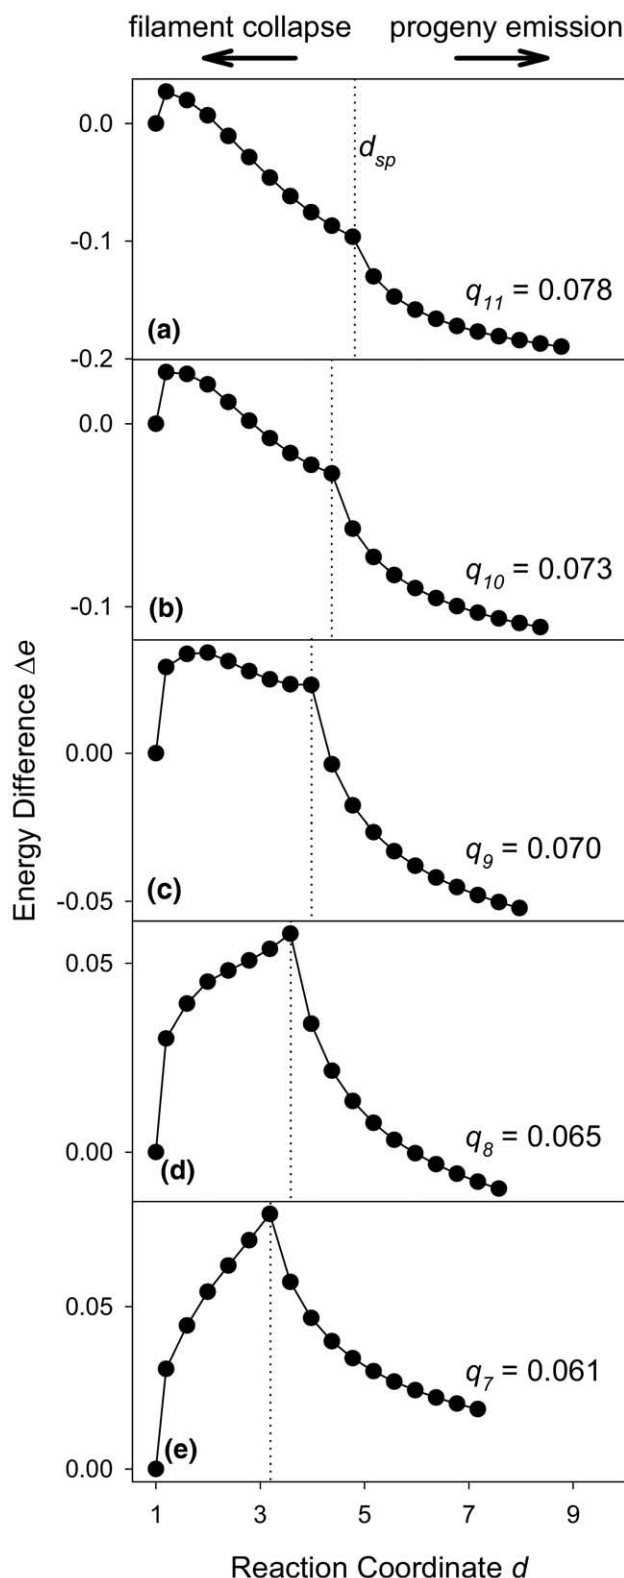 filament collapse progeny emission
0.0
d_sp
-0.1
q_11 = 0.078
(a)
-0.2
0.0
q_10 = 0.073
-0.1
(b)
0.00
q_9 = 0.070
-0.05
(c)
0.05
q_8 = 0.065
0.00
(d)
0.05
q_7 = 0.061
0.00
(e)
Energy Difference Δe
1 3 5 7 9
Reaction Coordinate d